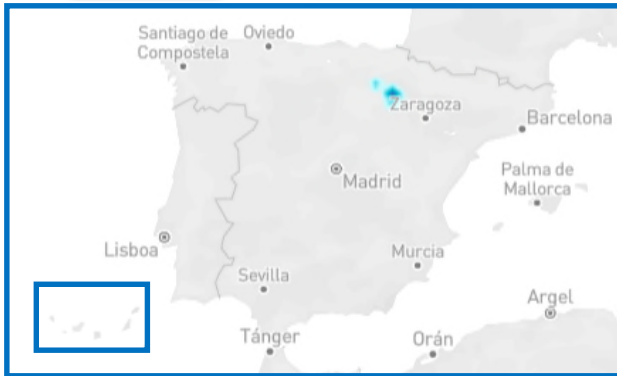 Santiago de
Compostela
Oviedo
Zaragoza
Barcelona
Madrid
Palma de
Mallorca
Lisboa
Murcia
Sevilla
Argel
Tánger
Orán